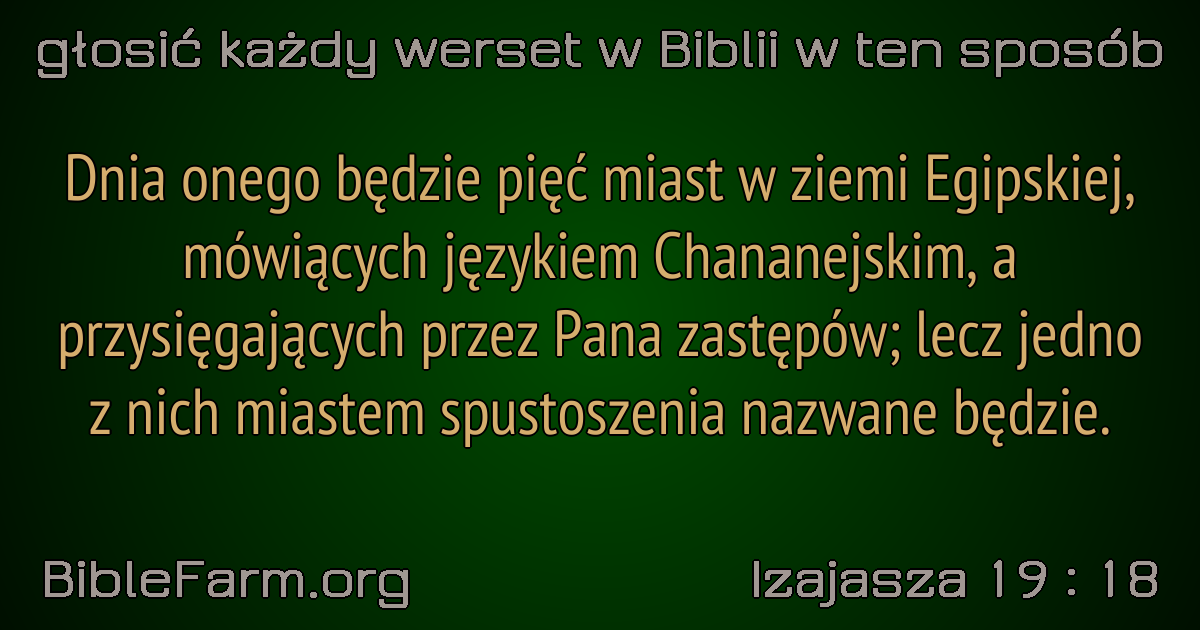 głosić każdy werset w Biblii w ten sposób
Dnia onego będzie pięć miast w ziemi Egipskiej,
mówiących językiem Chananejskim, a
przysięgających przez Pana zastępów; lecz jedno
z nich miastem spustoszenia nazwane będzie.
BibleFarm.org
Izajasza 19 : 18